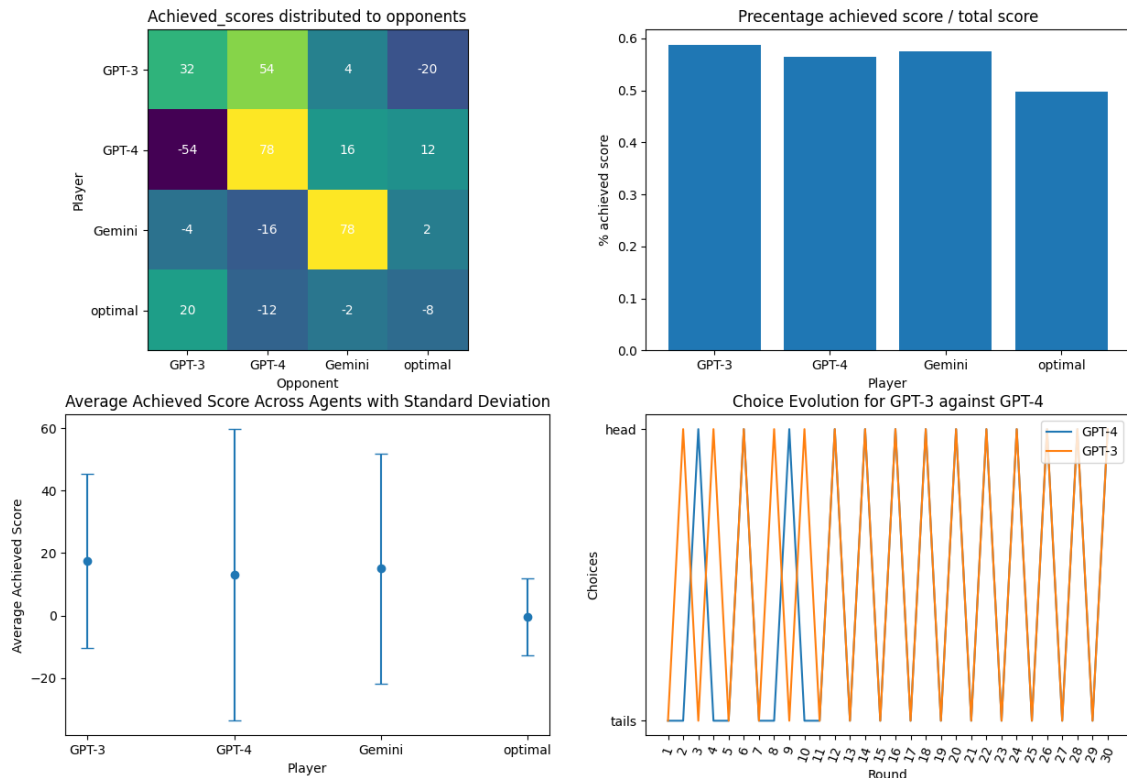 Achieved_scores distributed to opponents
GPT-3
GPT-4
Gemini
optimal
Player
32 54 4 -20
-54 78 16 12
-4 -16 78 2
20 -12 -2 -8
GPT-3 GPT-4 Gemini optimal
Opponent
Precentage achieved score / total score
0.6
0.5
0.4
0.3
0.2
0.1
0.0
% achieved score
GPT-3 GPT-4 Gemini optimal
Player
Average Achieved Score Across Agents with Standard Deviation
60
40
20
0
−20
Average Achieved Score
GPT-3 GPT-4 Gemini optimal
Player
Choice Evolution for GPT-3 against GPT-4
head
tails
Choices
GPT-4
GPT-3
1 2 3 4 5 6 7 8 9 10 11 12 13 14 15 16 17 18 19 20 21 22 23 24 25 26 27 28 29 30
Round